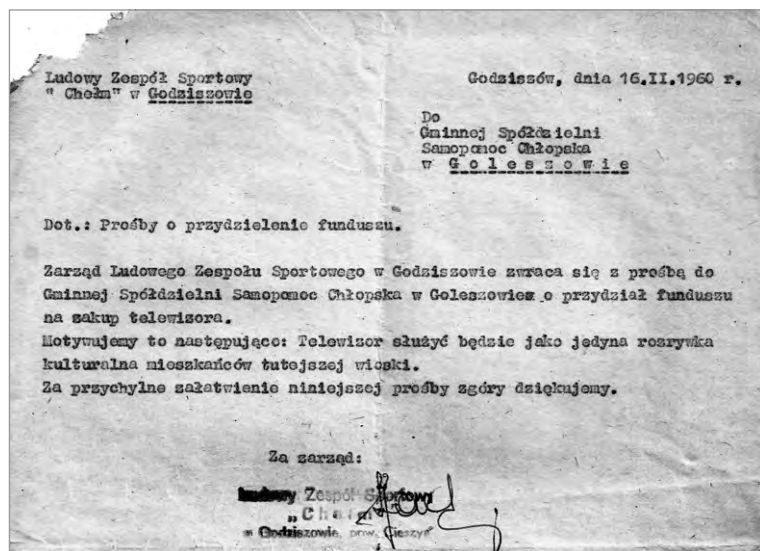 Ludowy Zespół Sportowy
" Chełm" w Godziszowie
Godziszów, dnia 16.II.1960 r.
Do
Gminnej Spółdzielni
Samopomoc Chłopska
w G o l e s z o w i e
Dot.: Prośby o przydzielenie funduszu.
Zarząd Ludowego Zespołu Sportowego w Godziszowie zwraca się z prośbą do
Gminnej Spółdzielni Samopomoc Chłopska w Goleszowies o przydział funduszu
na zakup telewizora.
Motywujemy to następująco: Telewizor służyć będzie jako jedyna rozrywka
kulturalna mieszkańców tutejszej wioski.
Za przychylne załatwienie niniejszej prośby zgóry dziękujemy.
Za zarząd:
Ludowy Zespół Sportowy
„ C h e ł m "
w Godziszowie, pow. Cieszyn